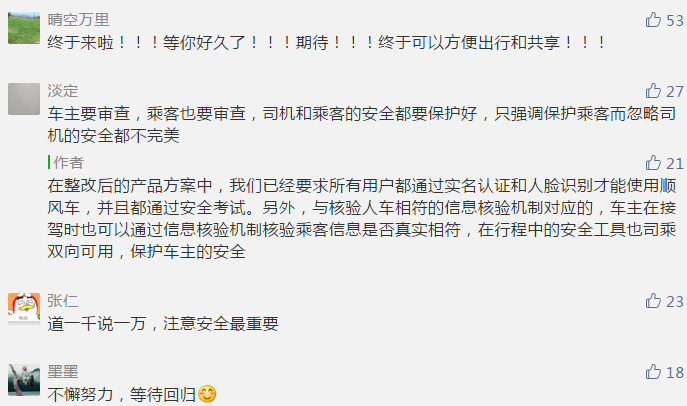 晴空万里
53
终于来啦！！！等你好久了！！！期待！！！终于可以方便出行和共享！！！
淡定
27
车主要审查，乘客也要审查，司机和乘客的安全都要保护好，只强调保护乘客而忽略司
机的安全都不完美
作者
21
在整改后的产品方案中，我们已经要求所有用户都通过实名认证和人脸识别才能使用顺
风车，并且都通过安全考试。另外，与核验人车相符的信息核验机制对应的，车主在接
驾时也可以通过信息核验机制核验乘客信息是否真实相符，在行程中的安全工具也司乘
双向可用，保护车主的安全
张仁
23
道一千说一万，注意安全最重要
墨墨
18
不懈努力，等待回归😊